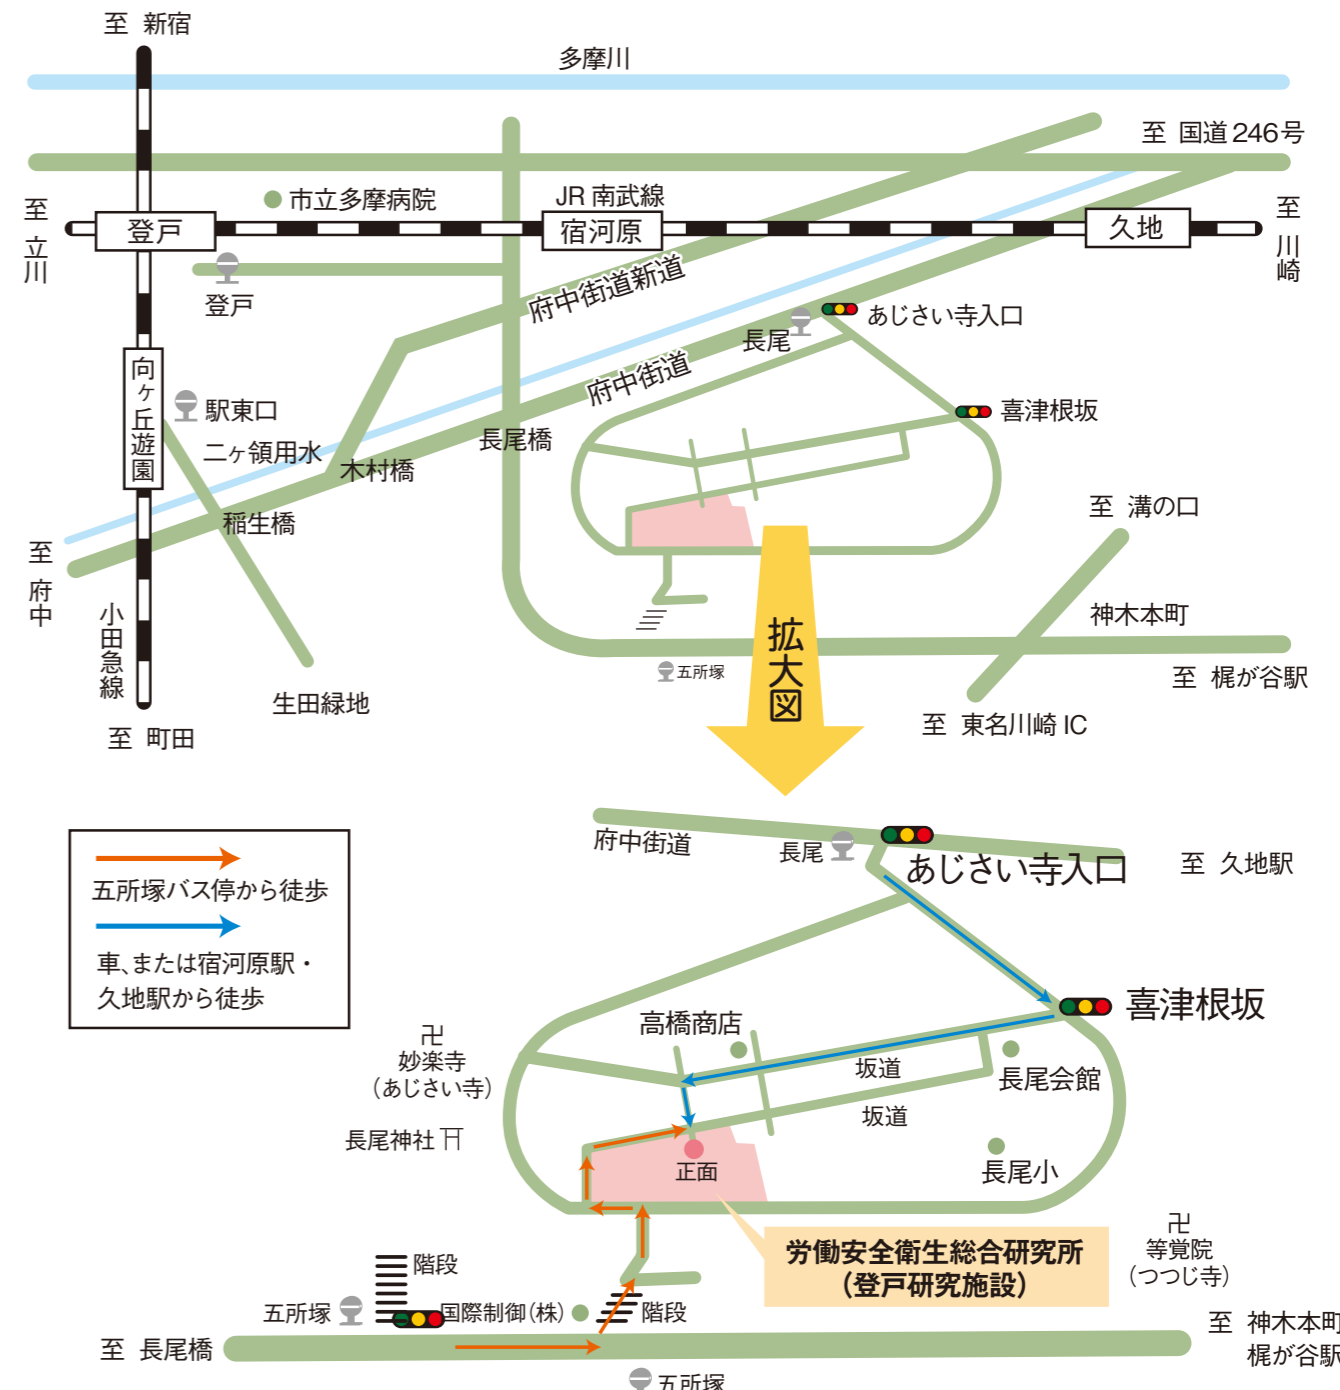 至 新宿
多摩川
至 国道246号
市立多摩病院
JR 南武線
至 立川
登戸
宿河原
久地
至 川崎
登戸
府中街道新道
長尾
あじさい寺入口
向ヶ丘遊園
駅東口
府中街道
喜津根坂
二ヶ領用水
木村橋
長尾橋
稲生橋
至 溝の口
至 府中
小田急線
神木本町
拡大図
五所塚
至 梶が谷駅
生田緑地
至 東名川崎 IC
至 町田
府中街道
長尾
あじさい寺入口
至 久地駅
五所塚バス停から徒歩
車、または宿河原駅・
久地駅から徒歩
喜津根坂
高橋商店
卍
妙楽寺
（あじさい寺）
坂道
長尾会館
坂道
長尾神社
正面
長尾小
労働安全衛生総合研究所
（登戸研究施設）
卍
等覚院
（つつじ寺）
階段
五所塚
国際制御（株）
階段
至 長尾橋
至 神木本町
梶が谷駅
五所塚